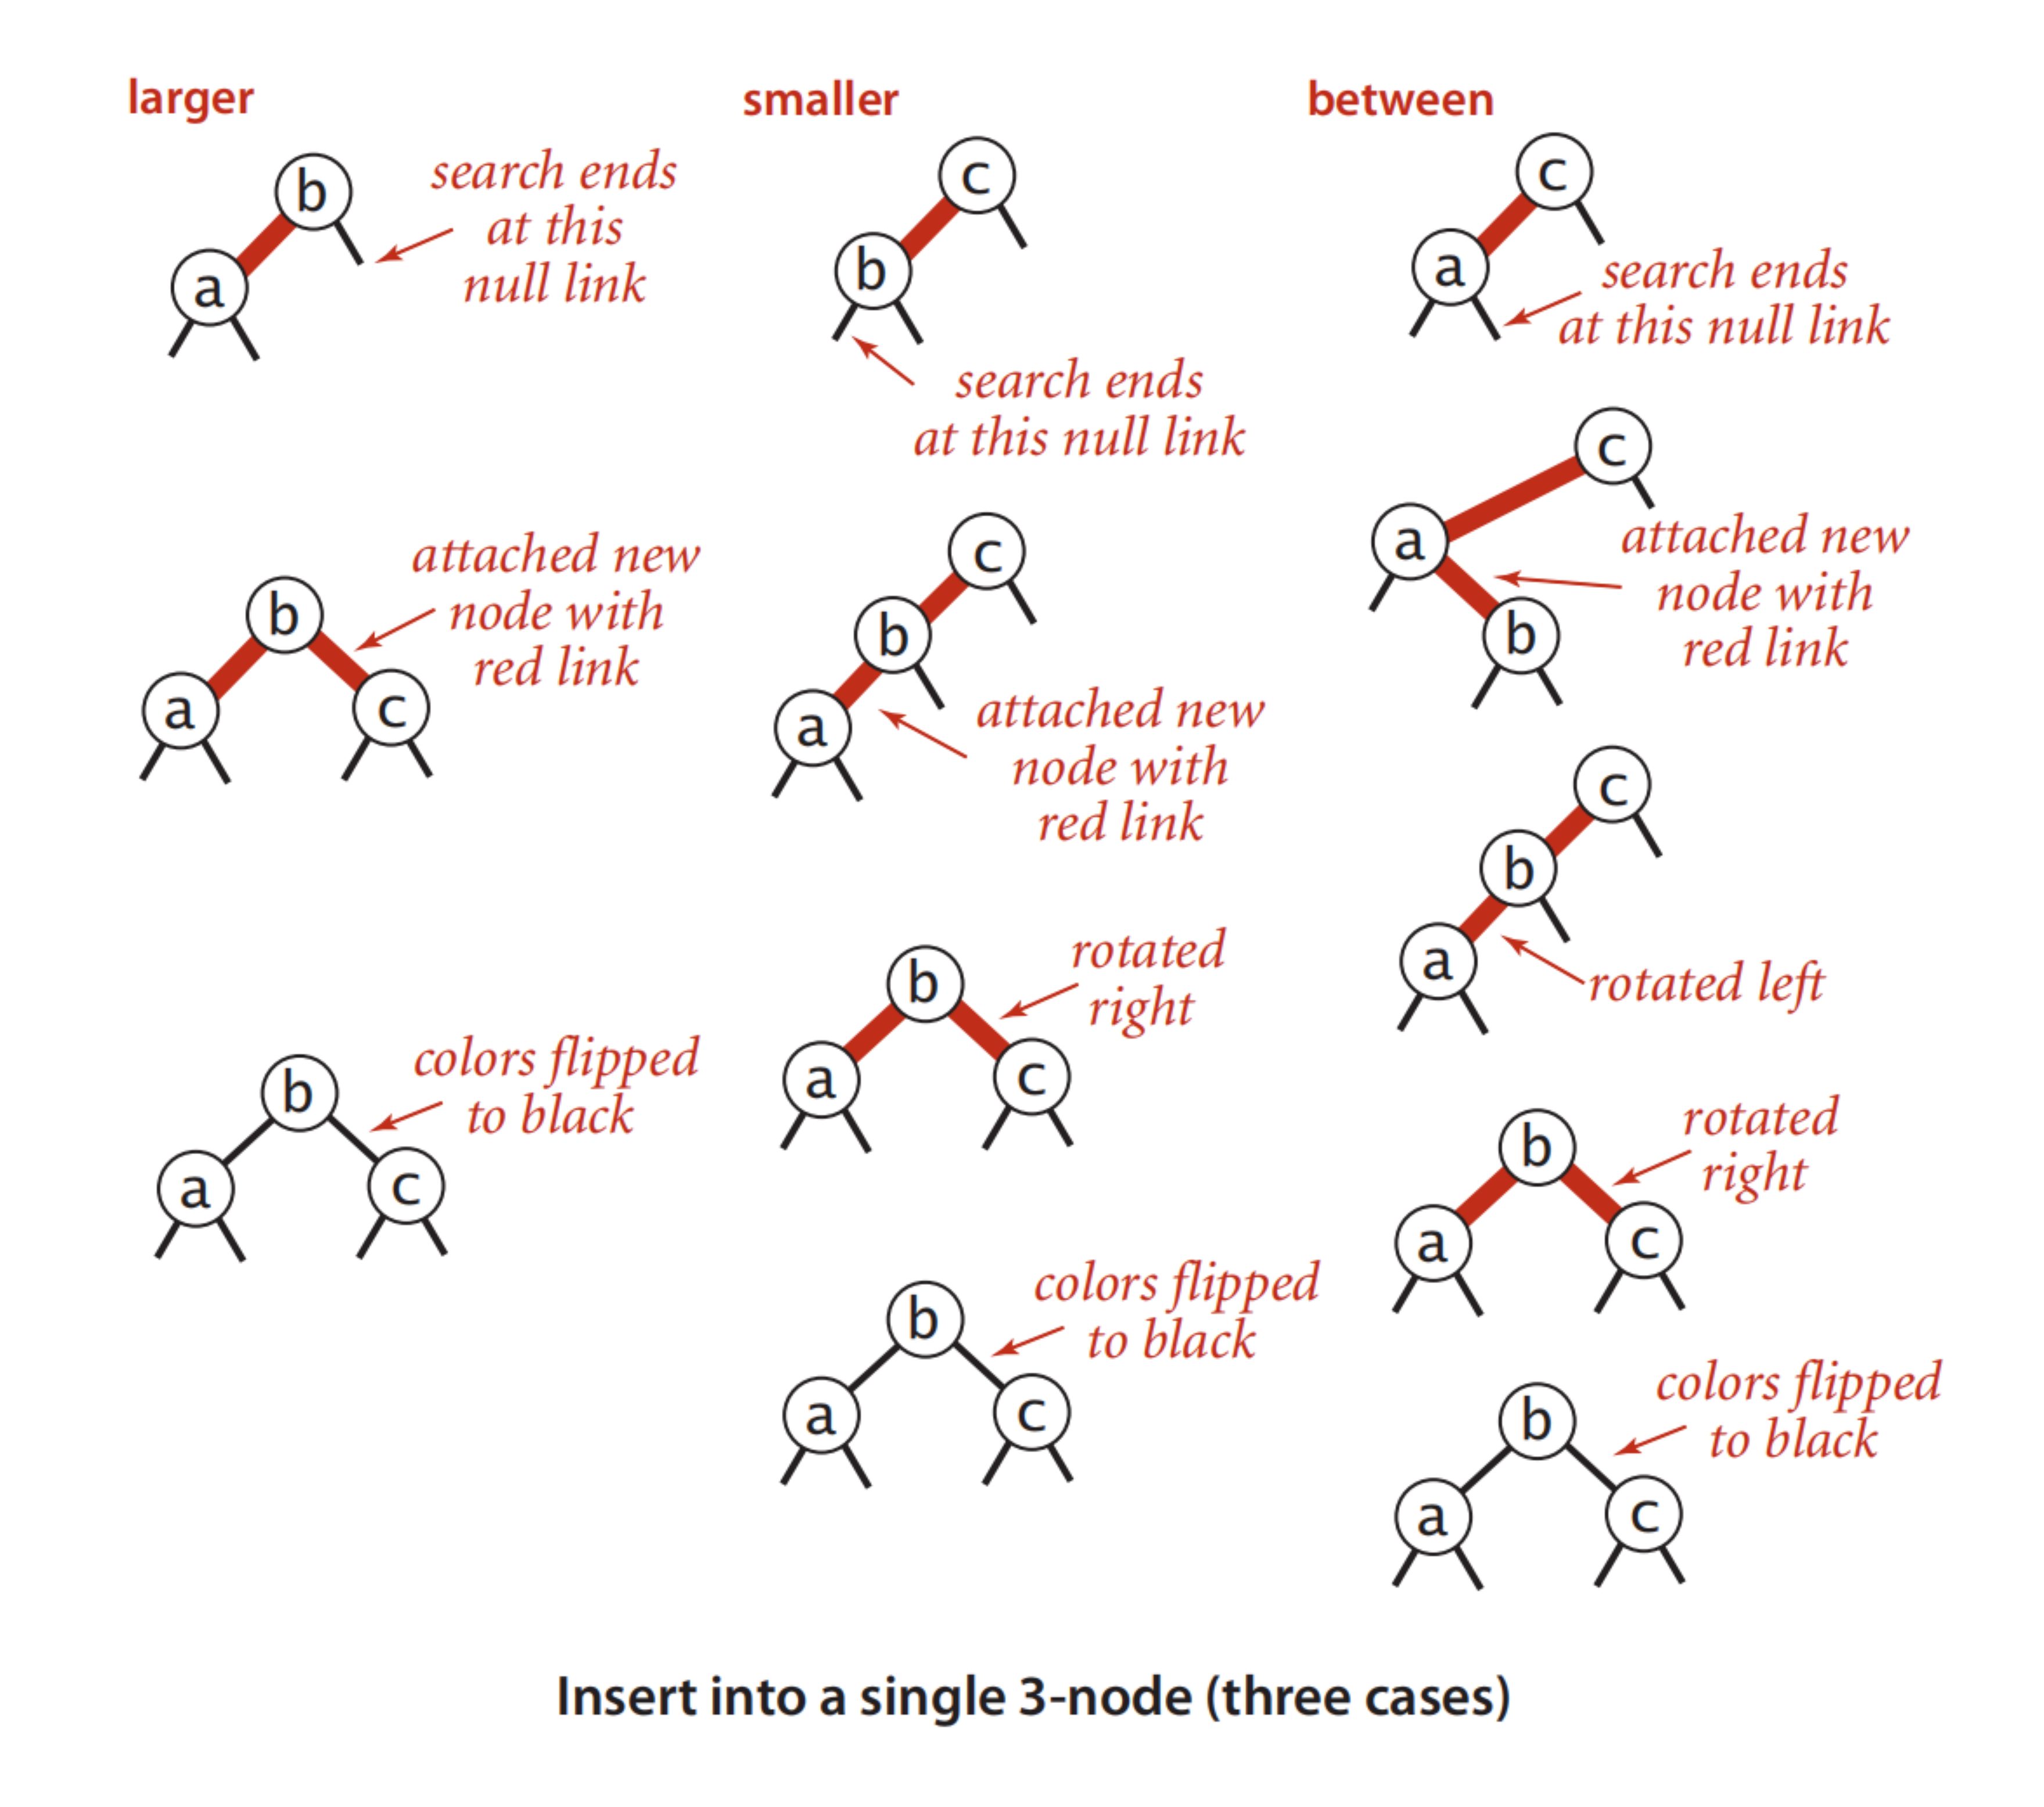 larger
b
search ends
at this
null link
a
b
attached new
node with
red link
a
c
b
colors flipped
to black
a
c
smaller
c
b
search ends
at this null link
c
b
a
attached new
node with
red link
b
rotated
right
a
c
b
colors flipped
to black
a
c
between
c
a
search ends
at this null link
c
a
attached new
node with
red link
b
c
b
a
rotated left
b
rotated
right
a
c
b
colors flipped
to black
a
c
Insert into a single 3-node (three cases)